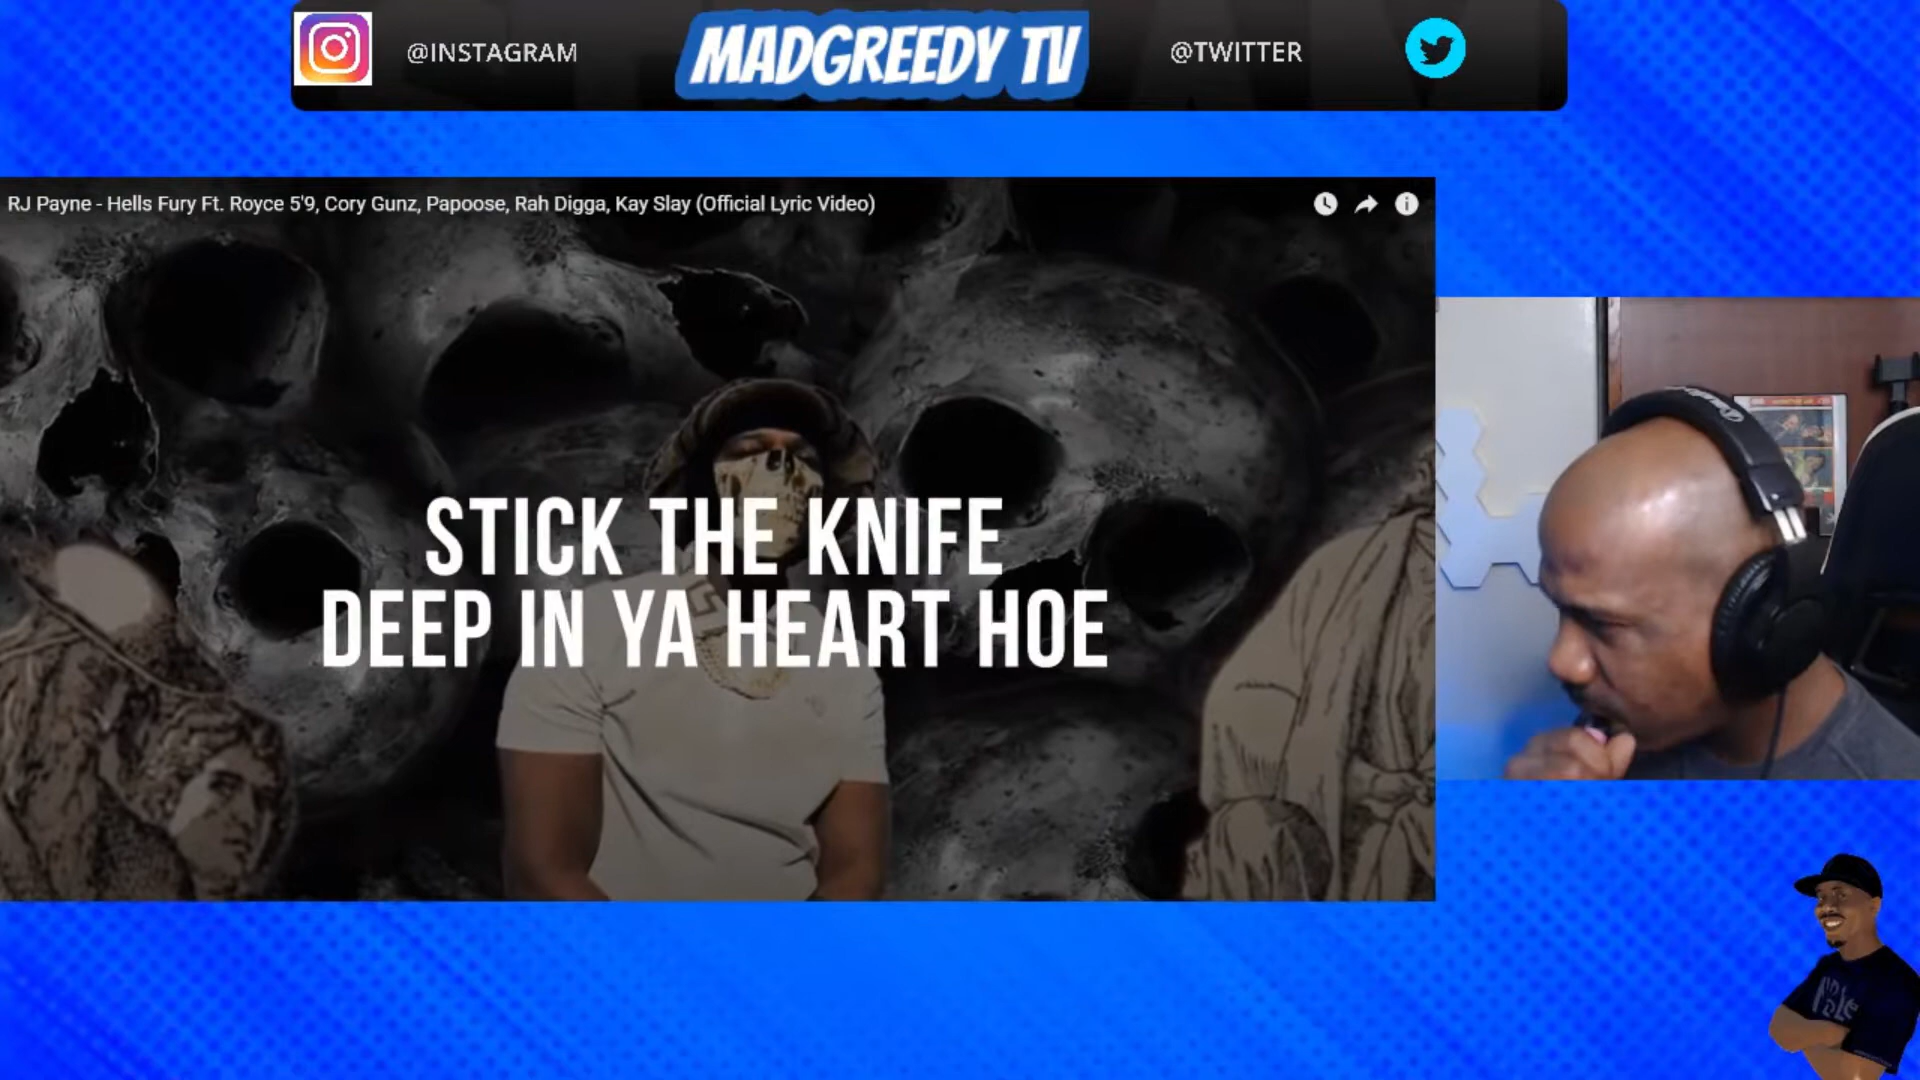 @INSTAGRAM
MADGREEDY TV
@TWITTER
RJ Payne - Hells Fury Ft. Royce 5'9, Cory Gunz, Papoose, Rah Digga, Kay Slay (Official Lyric Video)
STICK THE KNIFE
DEEP IN YA HEART HOE